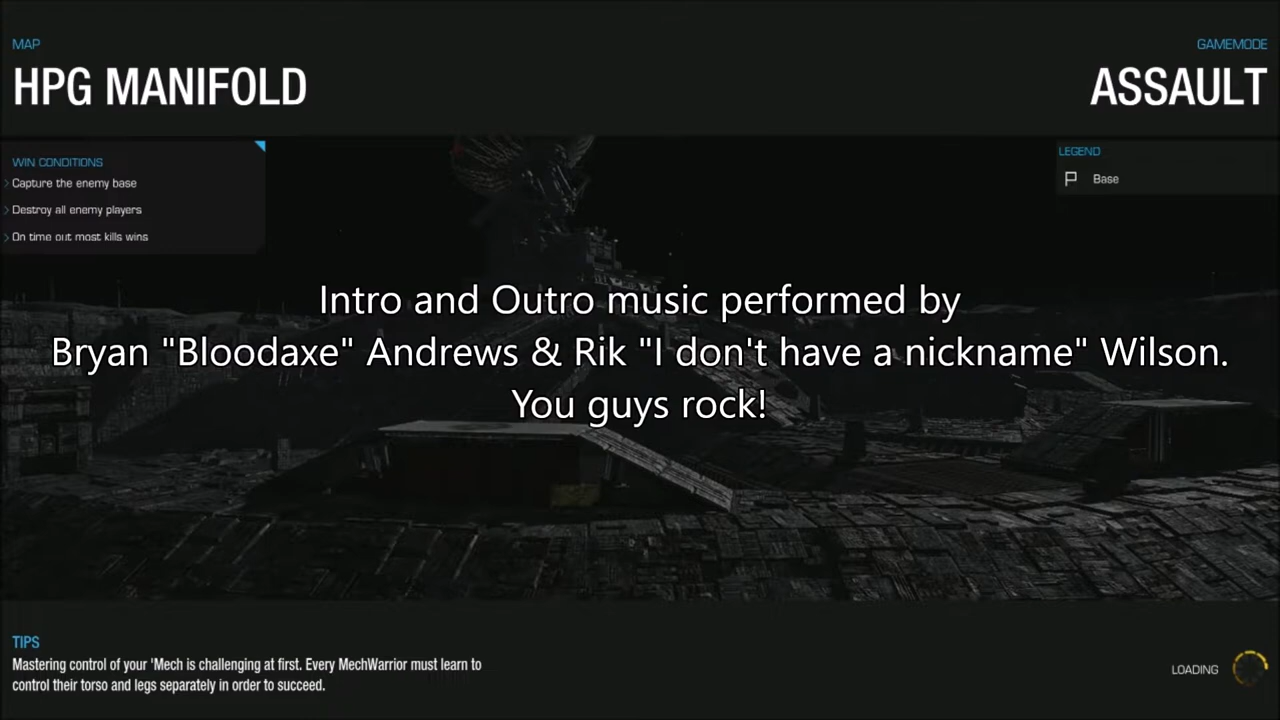 MAP
HPG MANIFOLD
GAMEMODE
ASSAULT
WIN CONDITIONS
Capture the enemy base
Destroy all enemy players
On time out most kills wins
LEGEND
Base
Intro and Outro music performed by
Bryan "Bloodaxe" Andrews & Rik "I don't have a nickname" Wilson.
You guys rock!
TIPS
Mastering control of your 'Mech is challenging at first. Every MechWarrior must learn to
control their torso and legs separately in order to succeed.
LOADING